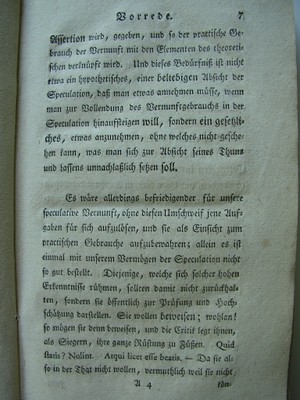 Vorrede. 7
Assertion wird, gegeben, und so der practische Ge-
brauch der Vernunft mit den Elementen des theoreti-
schen verknüpft wird. Und dieses Bedürfniß ist nicht
etwa ein hypothetisches, einer beliebigen Absicht der
Speculation, daß man etwas annehmen müsse, wenn
man zur Vollendung des Vernunftgebrauchs in der
Speculation hinaufsteigen will, sondern ein gesetzli-
ches, etwas anzunehmen, ohne welches nicht gesche-
hen kann, was man sich zur Absicht seines Thuns
und Lassens unnachlaßlich setzen soll.
Es wäre allerdings befriedigender für unsere
speculative Vernunft, ohne diesen Umschweif jene Auf-
gaben für sich aufzulösen, und sie als Einsicht zum
practischen Gebrauche aufzubewahren; allein es ist
einmal mit unserem Vermögen der Speculation nicht
so gut bestellt. Diejenige, welche sich solcher hohen
Erkenntnisse rühmen, sollten damit nicht zurückhal-
ten, sondern sie öffentlich zur Prüfung und Hoch-
schätzung darstellen. Sie wollen beweisen; wohlan!
so mögen sie denn beweisen, und die Critik legt ihnen,
als Siegern, ihre ganze Rüstung zu Füßen. Quid
statis? Nolint. Atqui licet esse beatis. — Da sie al-
so in der That nicht wollen, vermuthlich weil sie nicht
A 4 kön-